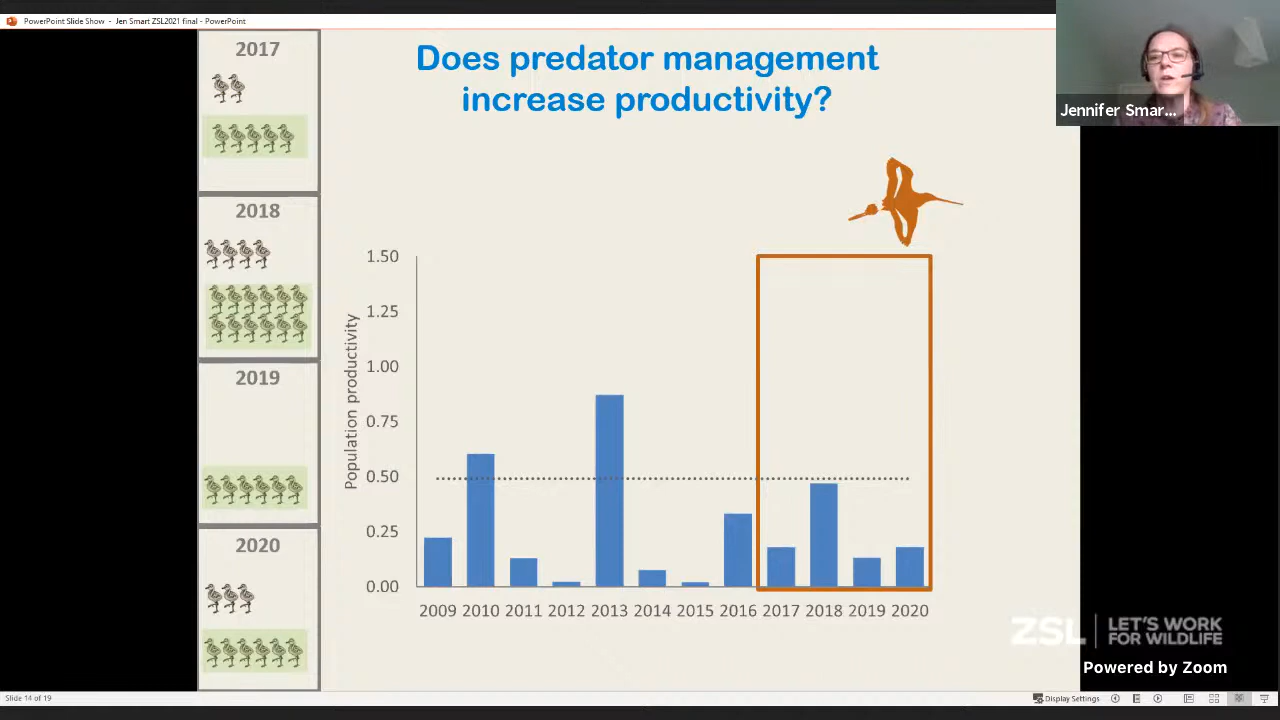 PowerPoint Slide Show - Jen Smart ZSL2021 final - PowerPoint
Jennifer Smar...
Does predator management
increase productivity?
2017
2018
2019
2020
Population productivity
1.50
1.25
1.00
0.75
0.50
0.25
0.00
2009 2010 2011 2012 2013 2014 2015 2016 2017 2018 2019 2020
ZSL
LET'S WORK
FOR WILDLIFE
Powered by Zoom
Slide 14 of 19
Display Settings